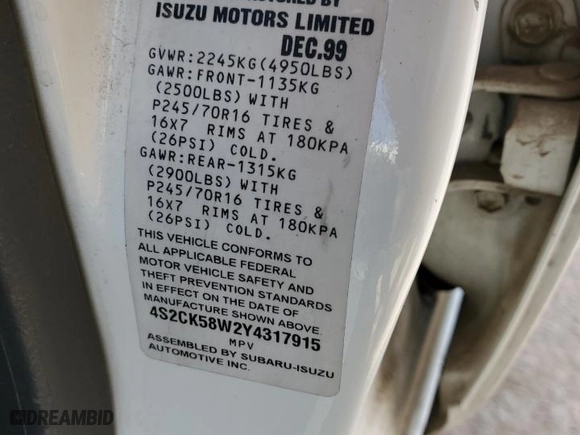 ISUZU MOTORS LIMITED
DEC.99
GVWR:2245KG(4950LBS)
GAWR:FRONT-1135KG
(2500LBS) WITH
P245/70R16 TIRES &
16X7 RIMS AT 180KPA
(26PSI) COLD.
GAWR:REAR-1315KG
(2900LBS) WITH
P245/70R16 TIRES &
16X7 RIMS AT 180KPA
(26PSI) COLD.
THIS VEHICLE CONFORMS TO
ALL APPLICABLE FEDERAL
MOTOR VEHICLE SAFETY AND
THEFT PREVENTION STANDARDS
IN EFFECT ON THE DATE OF
MANUFACTURE SHOWN ABOVE
4S2CK58W2Y4317915
MPV
ASSEMBLED BY SUBARU-ISUZU
AUTOMOTIVE INC.
DREAMBID
dreambid.com